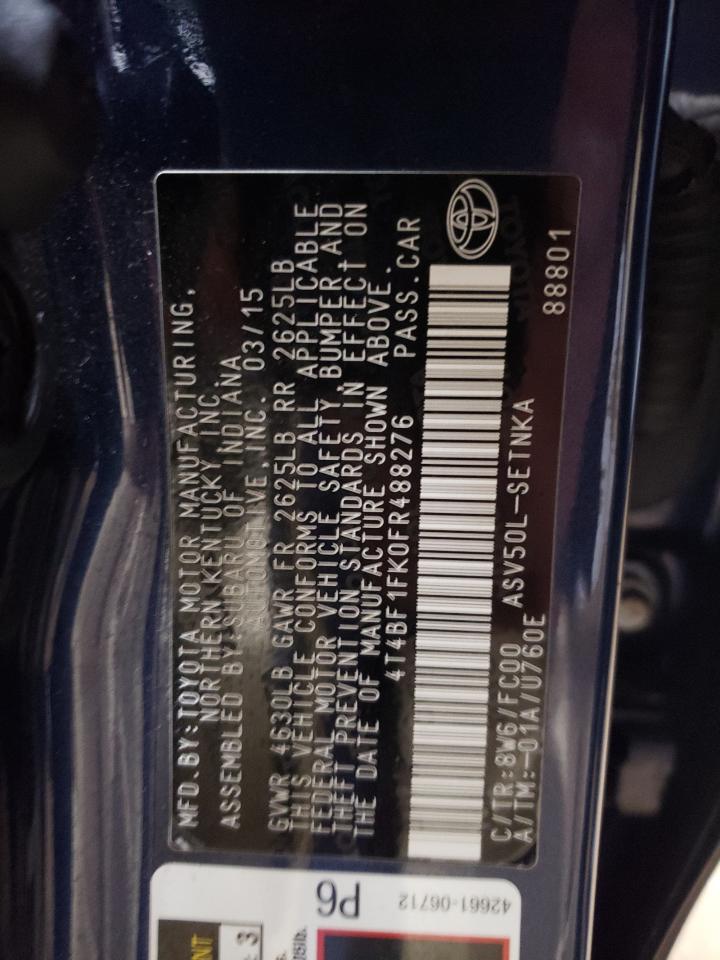 MFD.BY:TOYOTA MOTOR MANUFACTURING,
NORTHERN KENTUCKY INC.
ASSEMBLED BY:SUBARU OF INDIANA
AUTOMOTIVE,INC. 03/15
GVWR 4630LB GAWR FR 2625LB RR 2625LB
THIS VEHICLE CONFORMS TO ALL APPLICABLE
FEDERAL MOTOR VEHICLE SAFETY,BUMPER,AND
THEFT PREVENTION STANDARDS IN EFFECT ON
THE DATE OF MANUFACTURE SHOWN ABOVE.
4T4BF1FK0FR488276 PASS.CAR
C/TR:8W6/FC00 ASV50L-SETNKA
A/TM:-01A/U760E 88801
P6
42661-06712
3